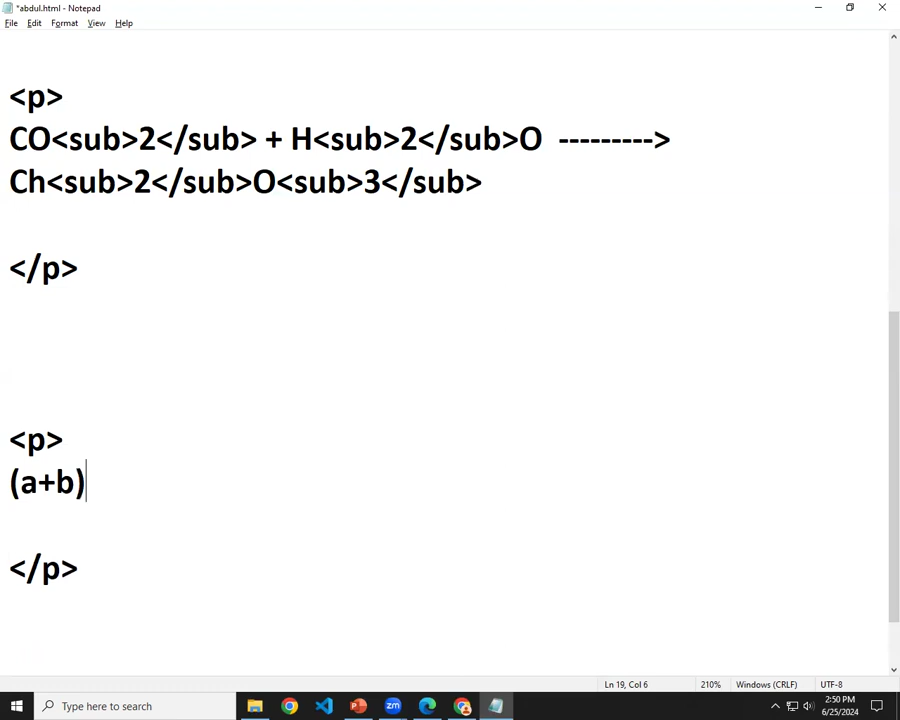 *abdul.html - Notepad
File Edit Format View Help
<p>
CO<sub>2</sub> + H<sub>2</sub>O --------->
Ch<sub>2</sub>O<sub>3</sub>
</p>
<p>
(a+b)
</p>
Ln 19, Col 6 210% Windows (CRLF) UTF-8
Type here to search
zm
2:50 PM
6/25/2024